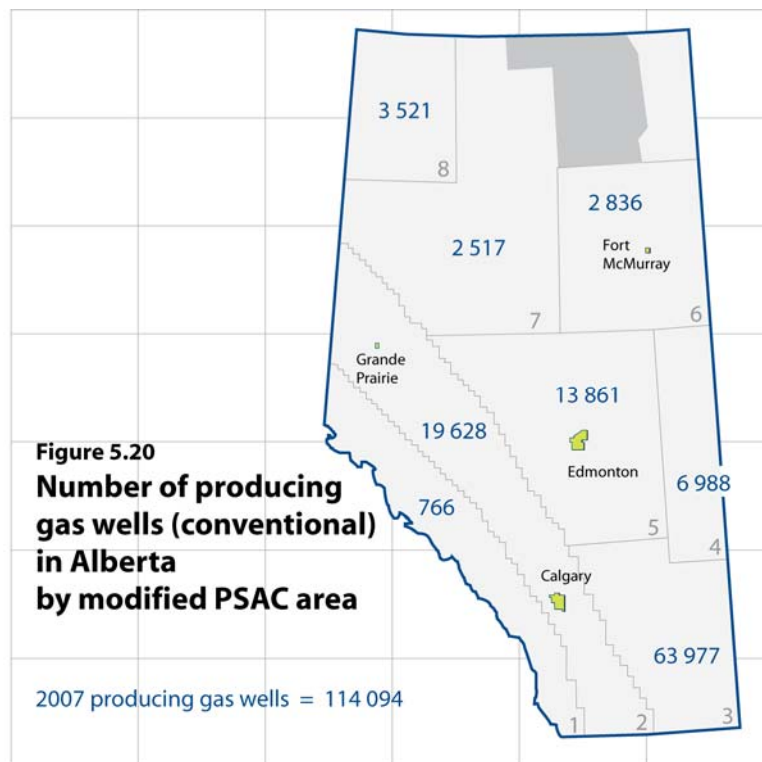 3 521
8
2 836
Fort
McMurray
2 517
7
6
Grande
Prairie
13 861
19 628
Edmonton
6 988
766
5
4
Calgary
63 977
1
2
3
Figure 5.20
Number of producing
gas wells (conventional)
in Alberta
by modified PSAC area
2007 producing gas wells = 114 094